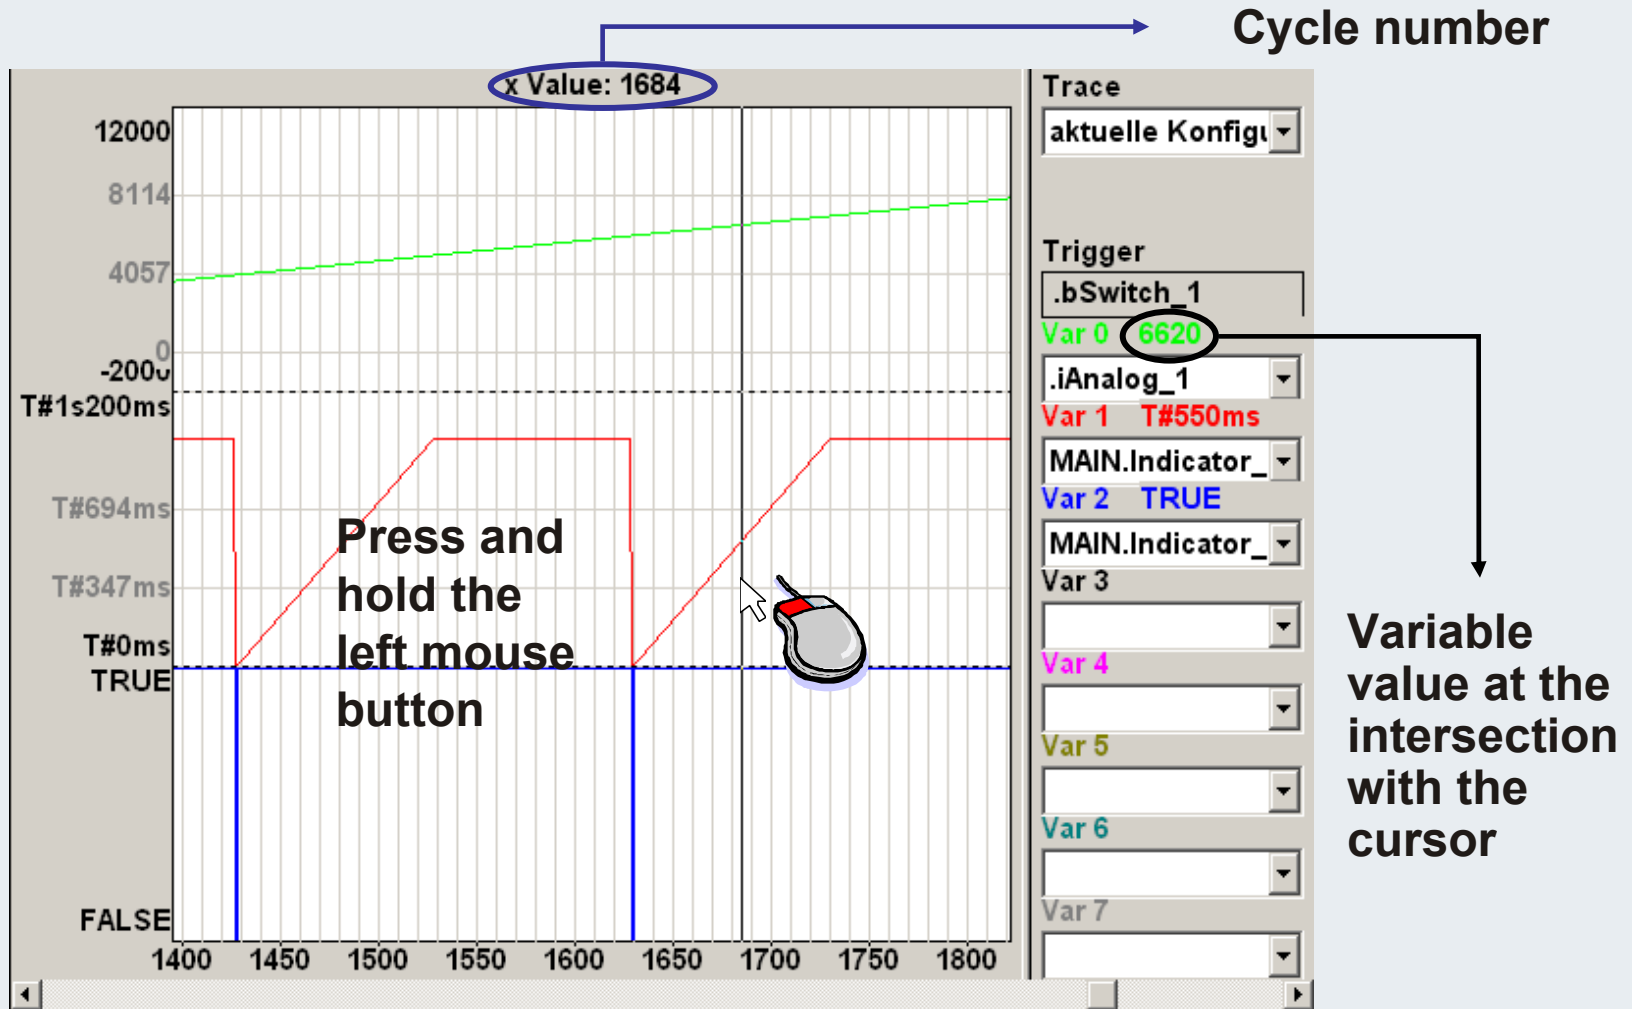 Cycle number
x Value: 1684
12000
8114
4057
0
-200
T#1s200ms
T#694ms
T#347ms
T#0ms
TRUE
FALSE
1400 1450 1500 1550 1600 1650 1700 1750 1800
Press and
hold the
left mouse
button
Trace
aktuelle Konfigu
Trigger
.bSwitch_1
Var 0 6620
.iAnalog_1
Var 1 T#550ms
MAIN.Indicator_
Var 2 TRUE
MAIN.Indicator_
Var 3
Var 4
Var 5
Var 6
Var 7
Variable
value at the
intersection
with the
cursor